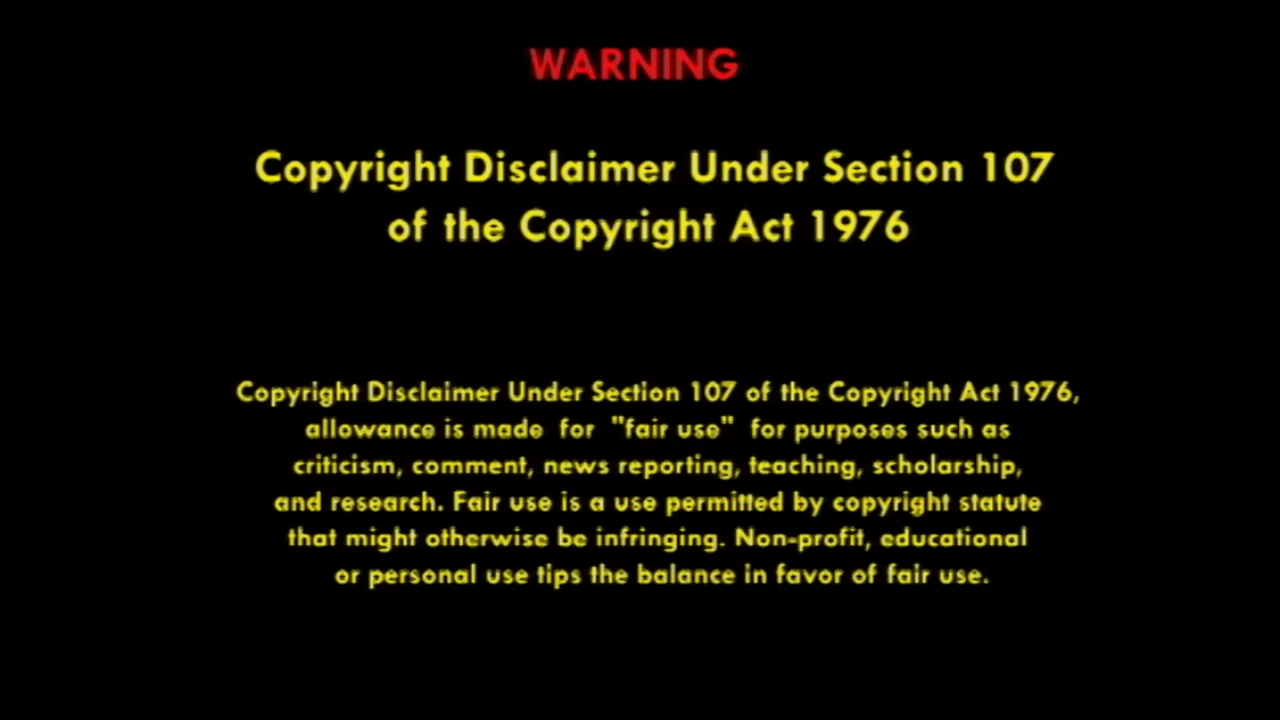 WARNING
Copyright Disclaimer Under Section 107
of the Copyright Act 1976
Copyright Disclaimer Under Section 107 of the Copyright Act 1976,
allowance is made for "fair use" for purposes such as
criticism, comment, news reporting, teaching, scholarship,
and research. Fair use is a use permitted by copyright statute
that might otherwise be infringing. Non-profit, educational
or personal use tips the balance in favor of fair use.